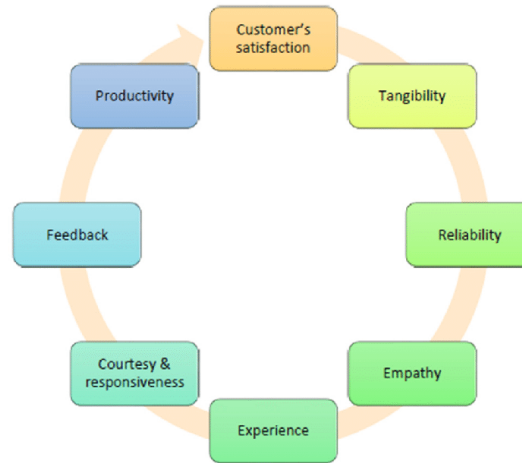 Customer's
satisfaction
Tangibility
Reliability
Empathy
Experience
Courtesy &
responsiveness
Feedback
Productivity